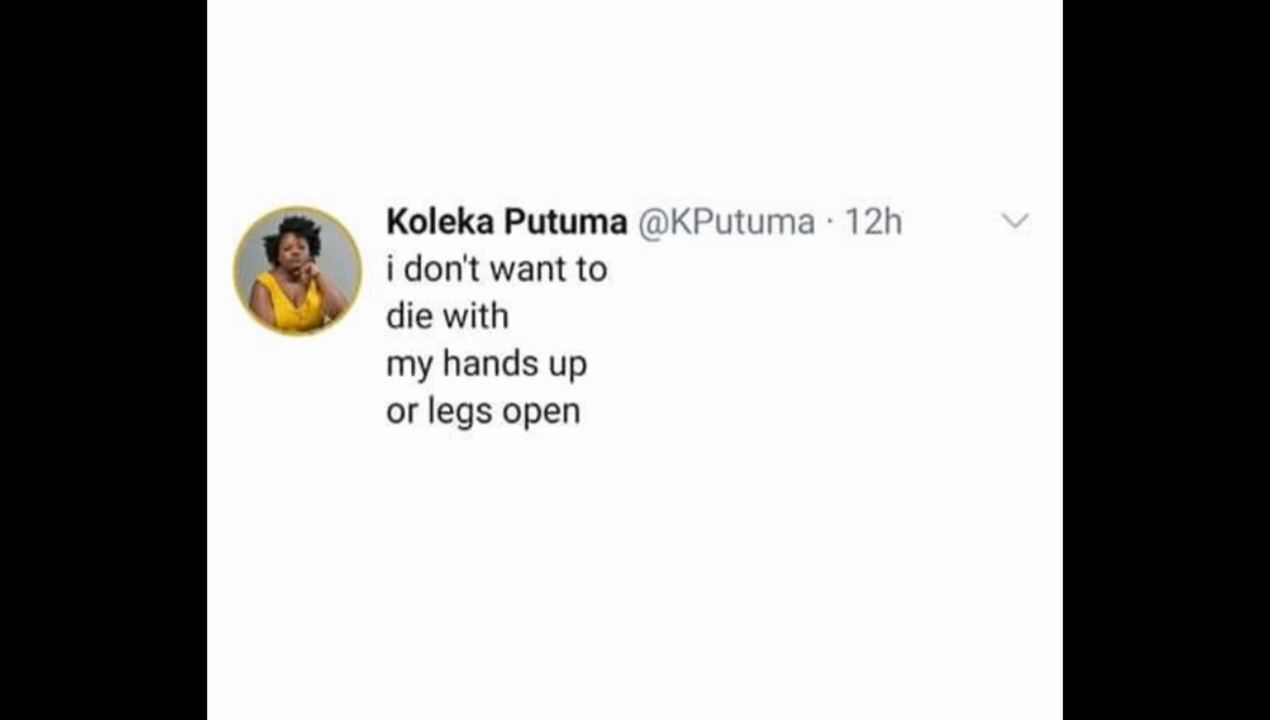 Koleka Putuma @KPutuma · 12h
i don't want to
die with
my hands up
or legs open